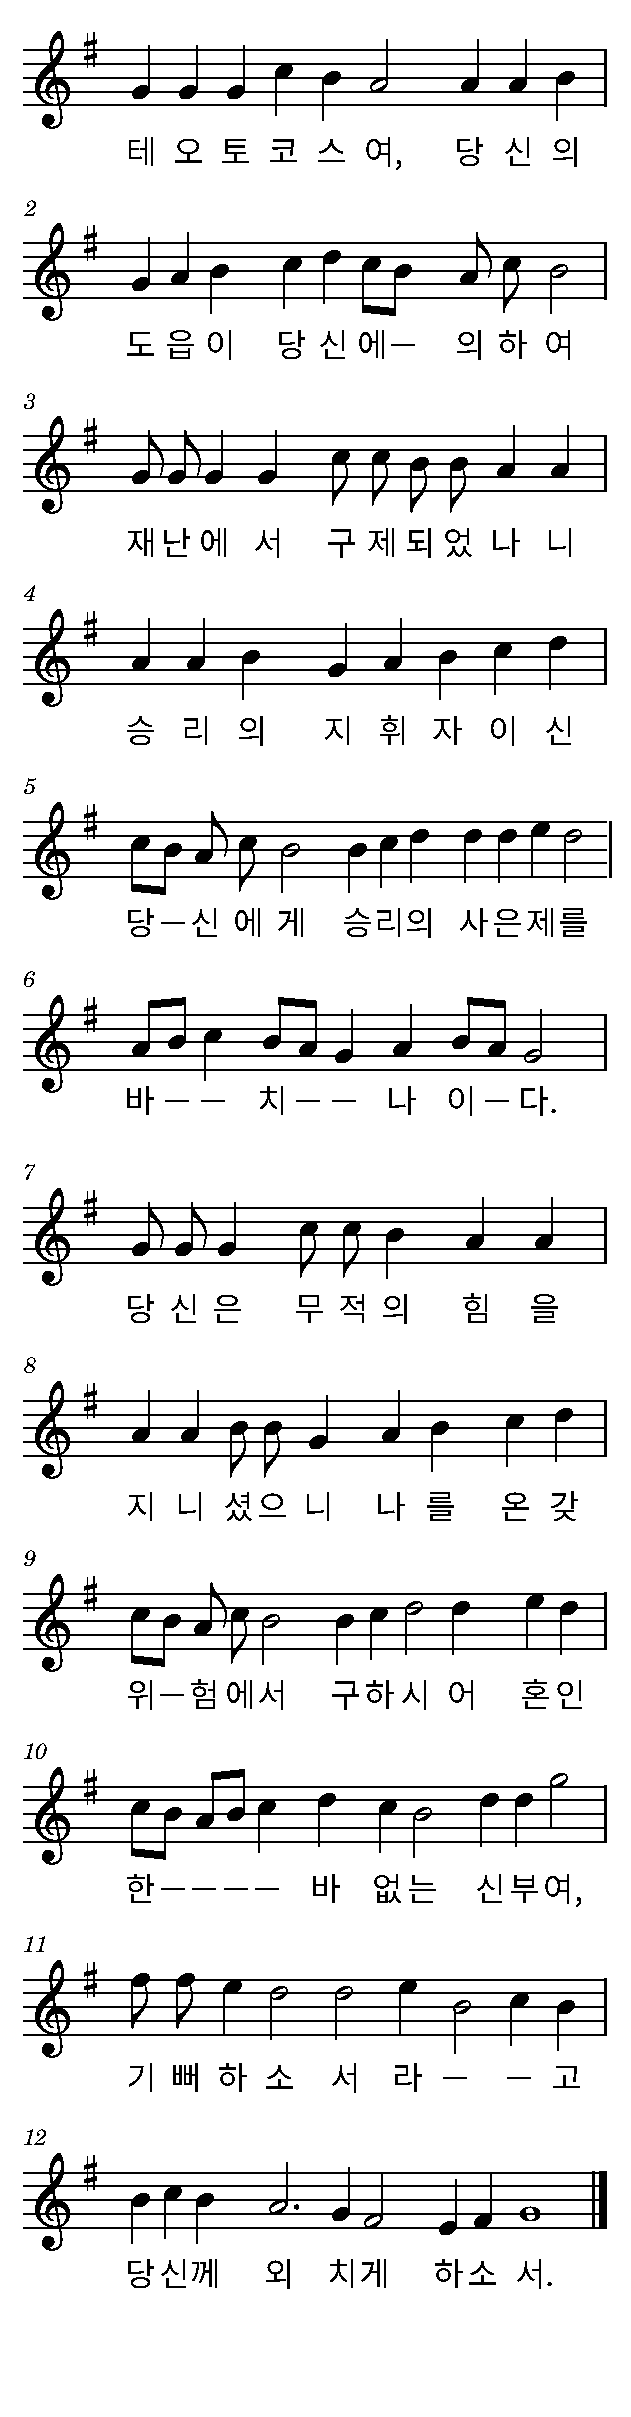 테 오 토 코 스 여, 당 신 의
2
도 읍 이 당 신 에– 의 하 여
3
재 난 에 서 구 제 되 었 나 니
4
승 리 의 지 휘 자 이 신
5
당–신 에 게 승리의 사은제를
6
바–– 치–– 나 이–다.
7
당 신 은 무 적 의 힘 을
8
지 니 셨으 니 나 를 온 갖
9
위–험에서 구하시 어 혼인
10
한–––– 바 없는 신부여,
11
기 뻐 하 소 서 라 – – 고
12
당신께 외 치게 하소 서.